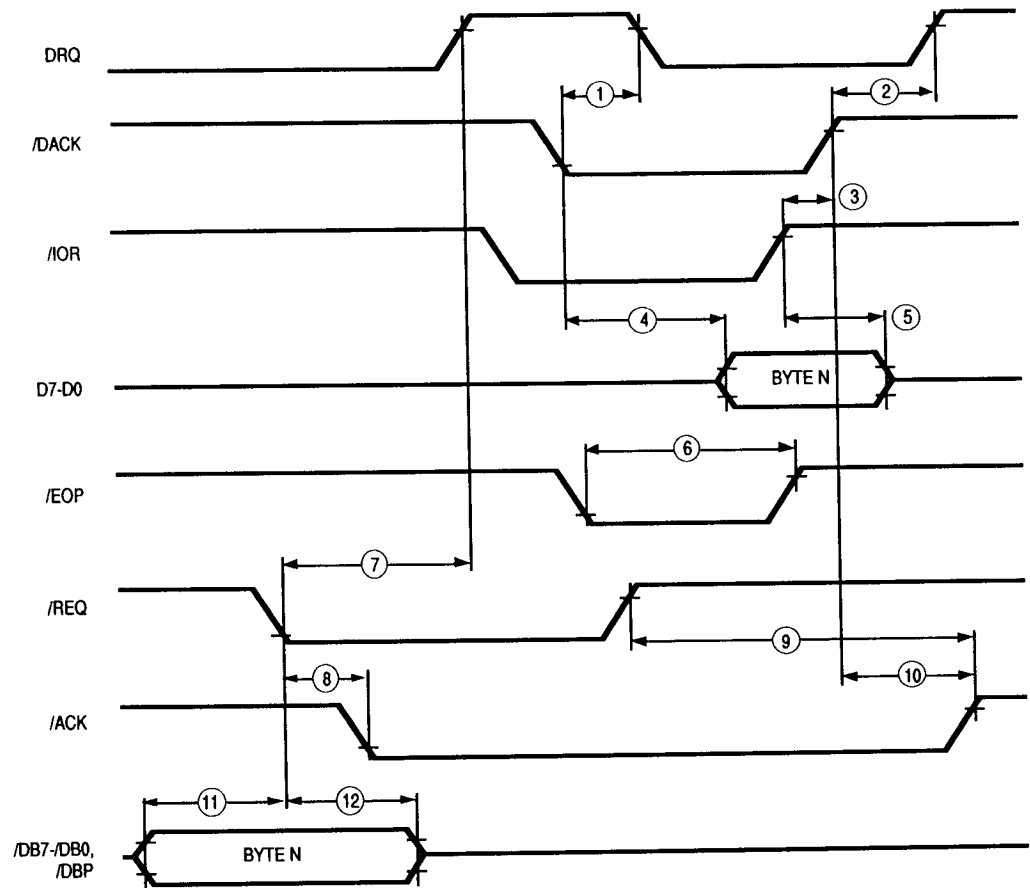 DRQ
1
2
/DACK
3
/IOR
4
5
D7-D0
BYTE N
6
/EOP
7
/REQ
9
8
10
/ACK
11
12
/DB7-/DB0,
/DBP
BYTE N